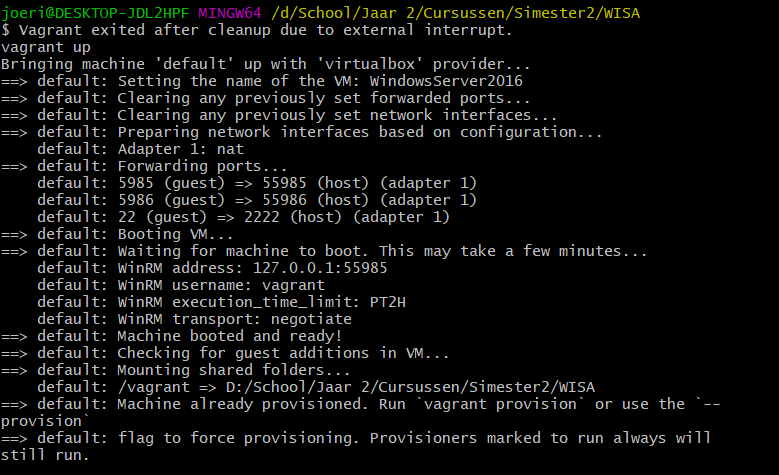 joeri@DESKTOP-JDL2HPF MINGW64 /d/School/Jaar 2/Cursussen/Simester2/WISA
$ Vagrant exited after cleanup due to external interrupt.
vagrant up
Bringing machine 'default' up with 'virtualbox' provider...
==> default: Setting the name of the VM: WindowsServer2016
==> default: Clearing any previously set forwarded ports...
==> default: Clearing any previously set network interfaces...
==> default: Preparing network interfaces based on configuration...
    default: Adapter 1: nat
==> default: Forwarding ports...
    default: 5985 (guest) => 55985 (host) (adapter 1)
    default: 5986 (guest) => 55986 (host) (adapter 1)
    default: 22 (guest) => 2222 (host) (adapter 1)
==> default: Booting VM...
==> default: Waiting for machine to boot. This may take a few minutes...
    default: WinRM address: 127.0.0.1:55985
    default: WinRM username: vagrant
    default: WinRM execution_time_limit: PT2H
    default: WinRM transport: negotiate
==> default: Machine booted and ready!
==> default: Checking for guest additions in VM...
==> default: Mounting shared folders...
    default: /vagrant => D:/School/Jaar 2/Cursussen/Simester2/WISA
==> default: Machine already provisioned. Run `vagrant provision` or use the `--
provision`
==> default: flag to force provisioning. Provisioners marked to run always will
still run.